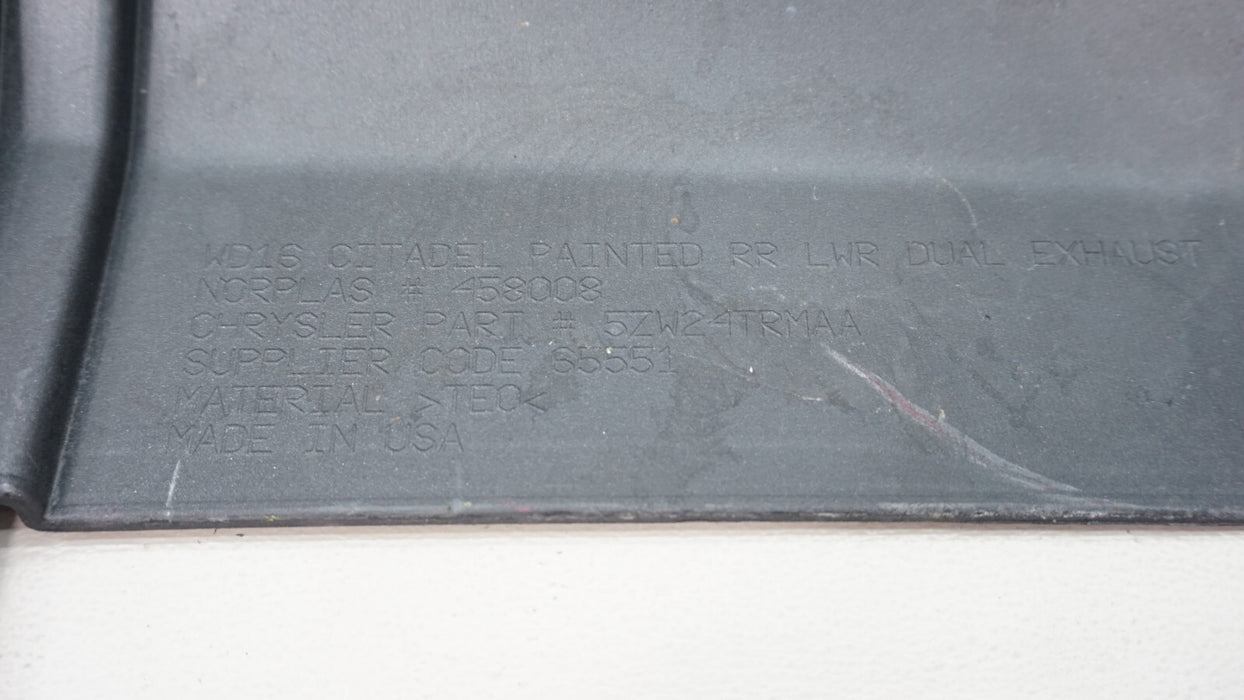 WD16 CITADEL PAINTED RR LWR DUAL EXHAUST
NORPLAS # 458008
CHRYSLER PART # 5ZW24TRMAA
SUPPLIER CODE 65551
MATERIAL >TEO<
MADE IN USA